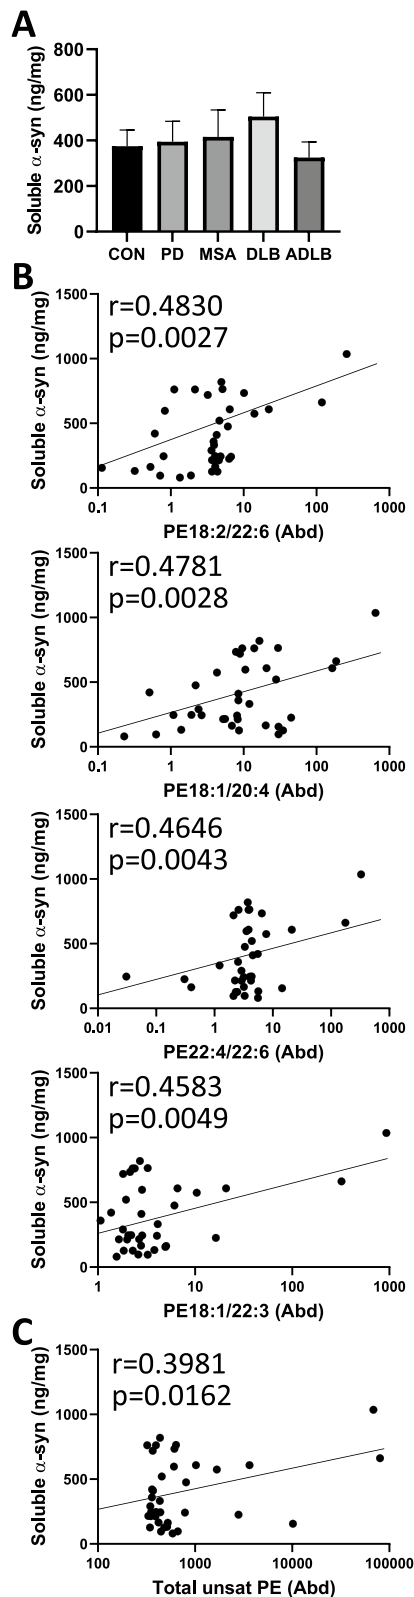 A
Soluble α-syn (ng/mg)
800
600
400
200
0
CON PD MSA DLB ADLB
B
r=0.4830
p=0.0027
Soluble α-syn (ng/mg)
1500
1000
500
0
0.1 1 10 100 1000
PE18:2/22:6 (Abd)
r=0.4781
p=0.0028
Soluble α-syn (ng/mg)
1500
1000
500
0
0.1 1 10 100 1000
PE18:1/20:4 (Abd)
r=0.4646
p=0.0043
Soluble α-syn (ng/mg)
1500
1000
500
0
0.01 0.1 1 10 100 1000
PE22:4/22:6 (Abd)
r=0.4583
p=0.0049
Soluble α-syn (ng/mg)
1500
1000
500
0
1 10 100 1000
PE18:1/22:3 (Abd)
C
r=0.3981
p=0.0162
Soluble α-syn (ng/mg)
1500
1000
500
0
100 1000 10000 100000
Total unsat PE (Abd)